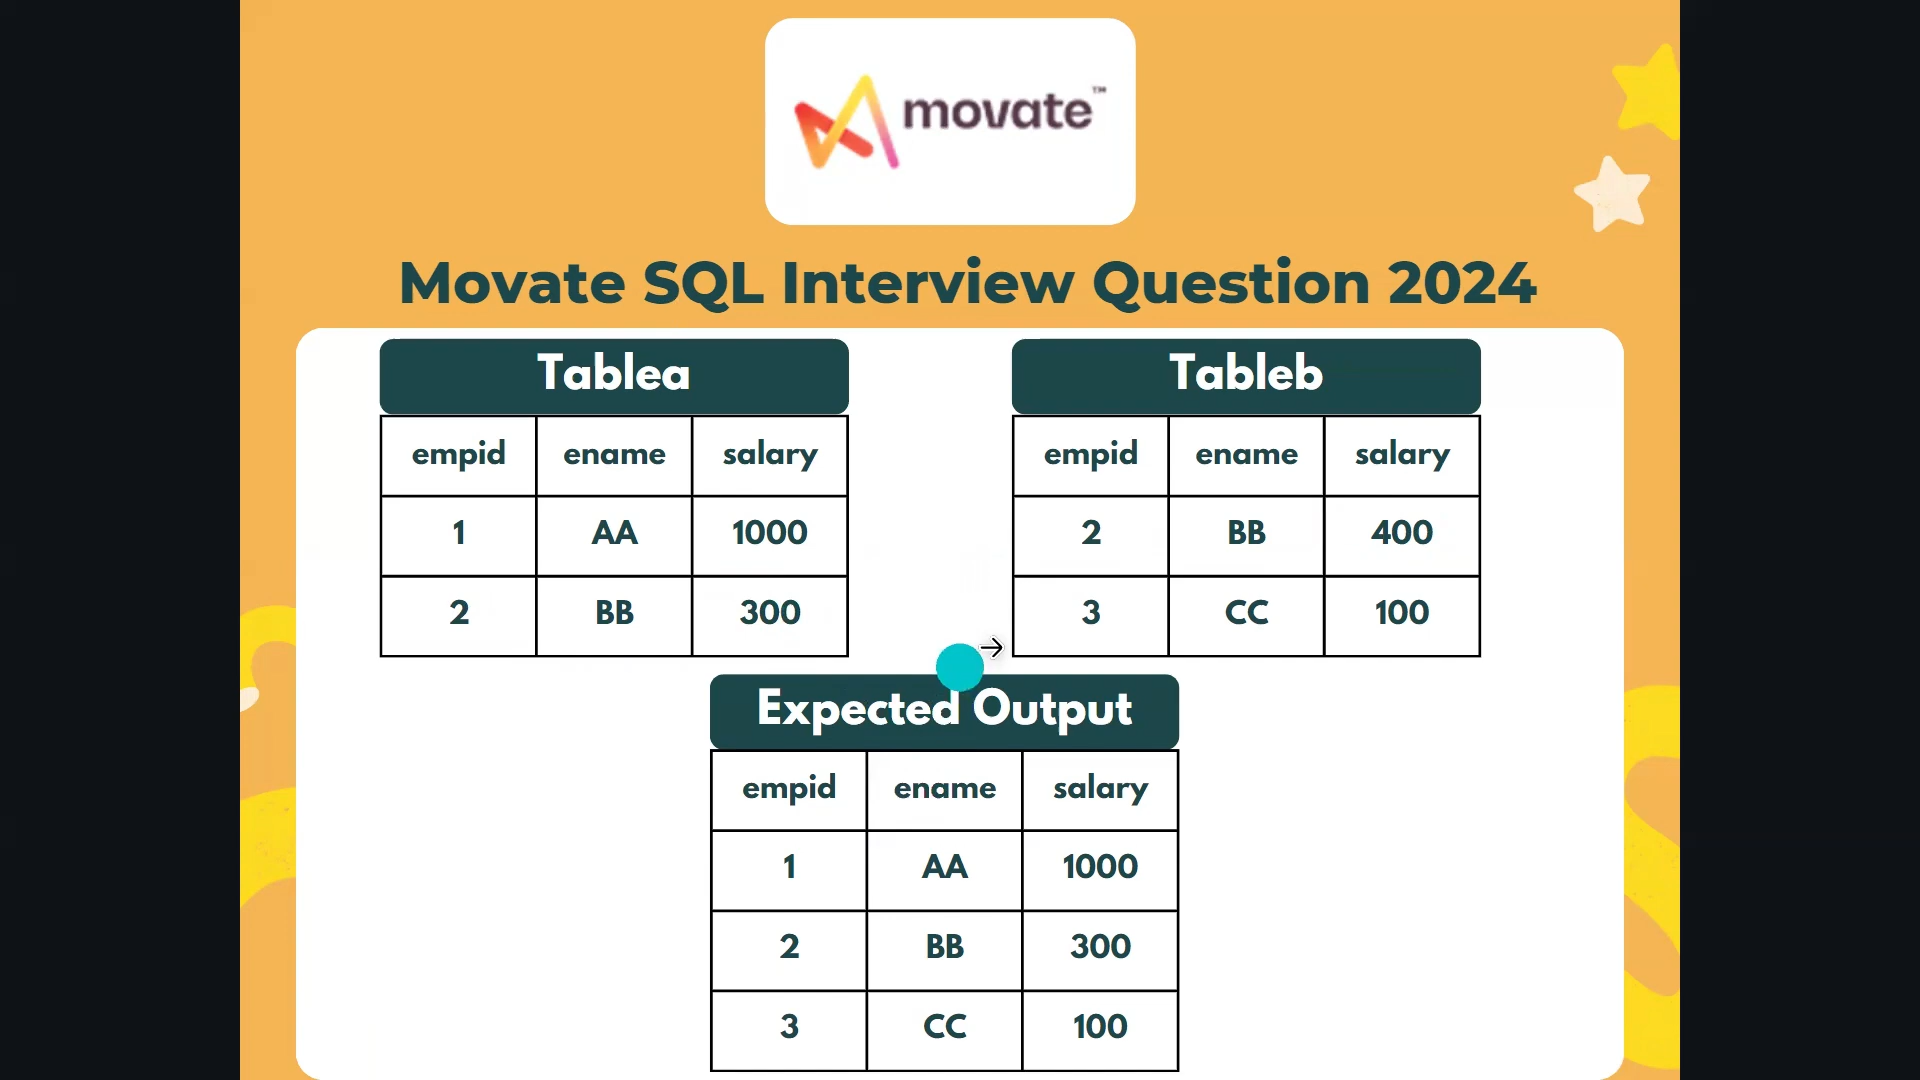 movate™
Movate SQL Interview Question 2024
Tablea
empid ename salary
1 AA 1000
2 BB 300
Tableb
empid ename salary
2 BB 400
3 CC 100
Expected Output
empid ename salary
1 AA 1000
2 BB 300
3 CC 100